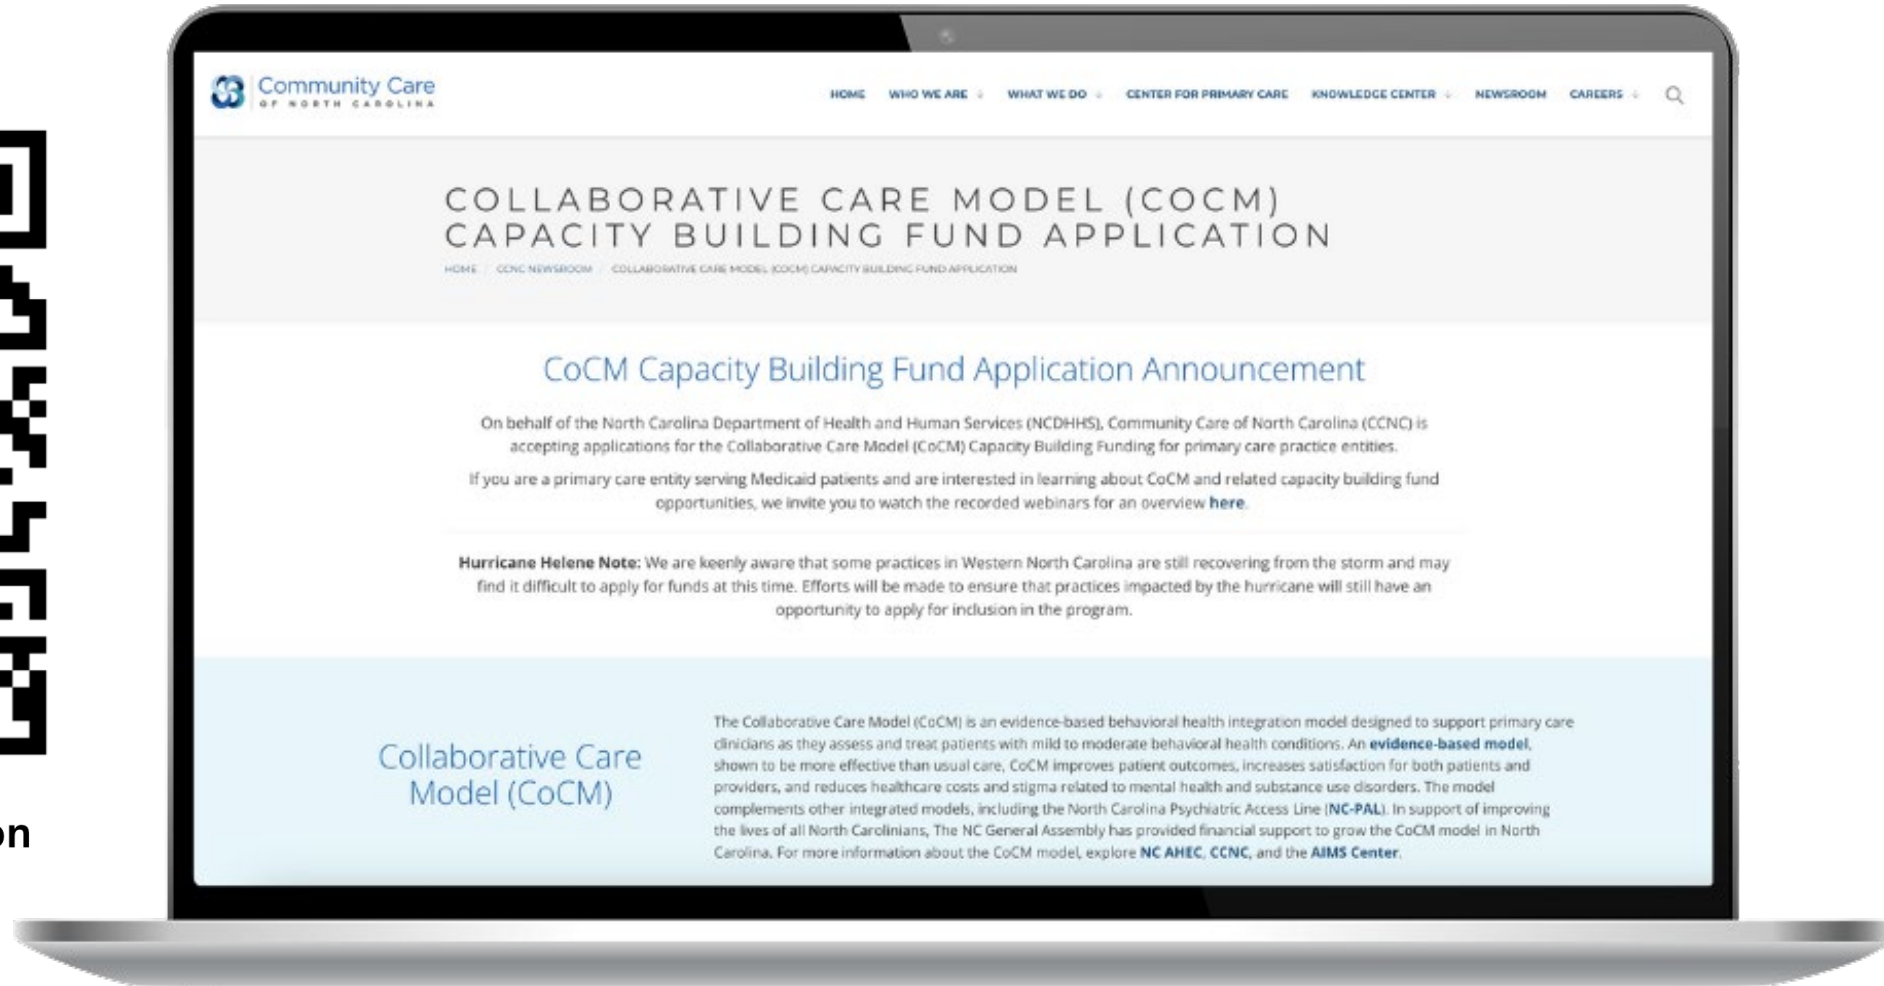 Community Care
OF NORTH CAROLINA
HOME WHO WE ARE WHAT WE DO CENTER FOR PRIMARY CARE KNOWLEDGE CENTER NEWSROOM CAREERS
COLLABORATIVE CARE MODEL (COCM)
CAPACITY BUILDING FUND APPLICATION
HOME / CCNC NEWSROOM / COLLABORATIVE CARE MODEL (COCM) CAPACITY BUILDING FUND APPLICATION
CoCM Capacity Building Fund Application Announcement
On behalf of the North Carolina Department of Health and Human Services (NCDHHS), Community Care of North Carolina (CCNC) is
accepting applications for the Collaborative Care Model (CoCM) Capacity Building Funding for primary care practice entities.
If you are a primary care entity serving Medicaid patients and are interested in learning about CoCM and related capacity building fund
opportunities, we invite you to watch the recorded webinars for an overview here.
Hurricane Helene Note: We are keenly aware that some practices in Western North Carolina are still recovering from the storm and may
find it difficult to apply for funds at this time. Efforts will be made to ensure that practices impacted by the hurricane will still have an
opportunity to apply for inclusion in the program.
Collaborative Care
Model (CoCM)
The Collaborative Care Model (CoCM) is an evidence-based behavioral health integration model designed to support primary care
clinicians as they assess and treat patients with mild to moderate behavioral health conditions. An evidence-based model,
shown to be more effective than usual care, CoCM improves patient outcomes, increases satisfaction for both patients and
providers, and reduces healthcare costs and stigma related to mental health and substance use disorders. The model
complements other integrated models, including the North Carolina Psychiatric Access Line (NC-PAL). In support of improving
the lives of all North Carolinians, The NC General Assembly has provided financial support to grow the CoCM model in North
Carolina. For more information about the CoCM model, explore NC AHEC, CCNC, and the AIMS Center.